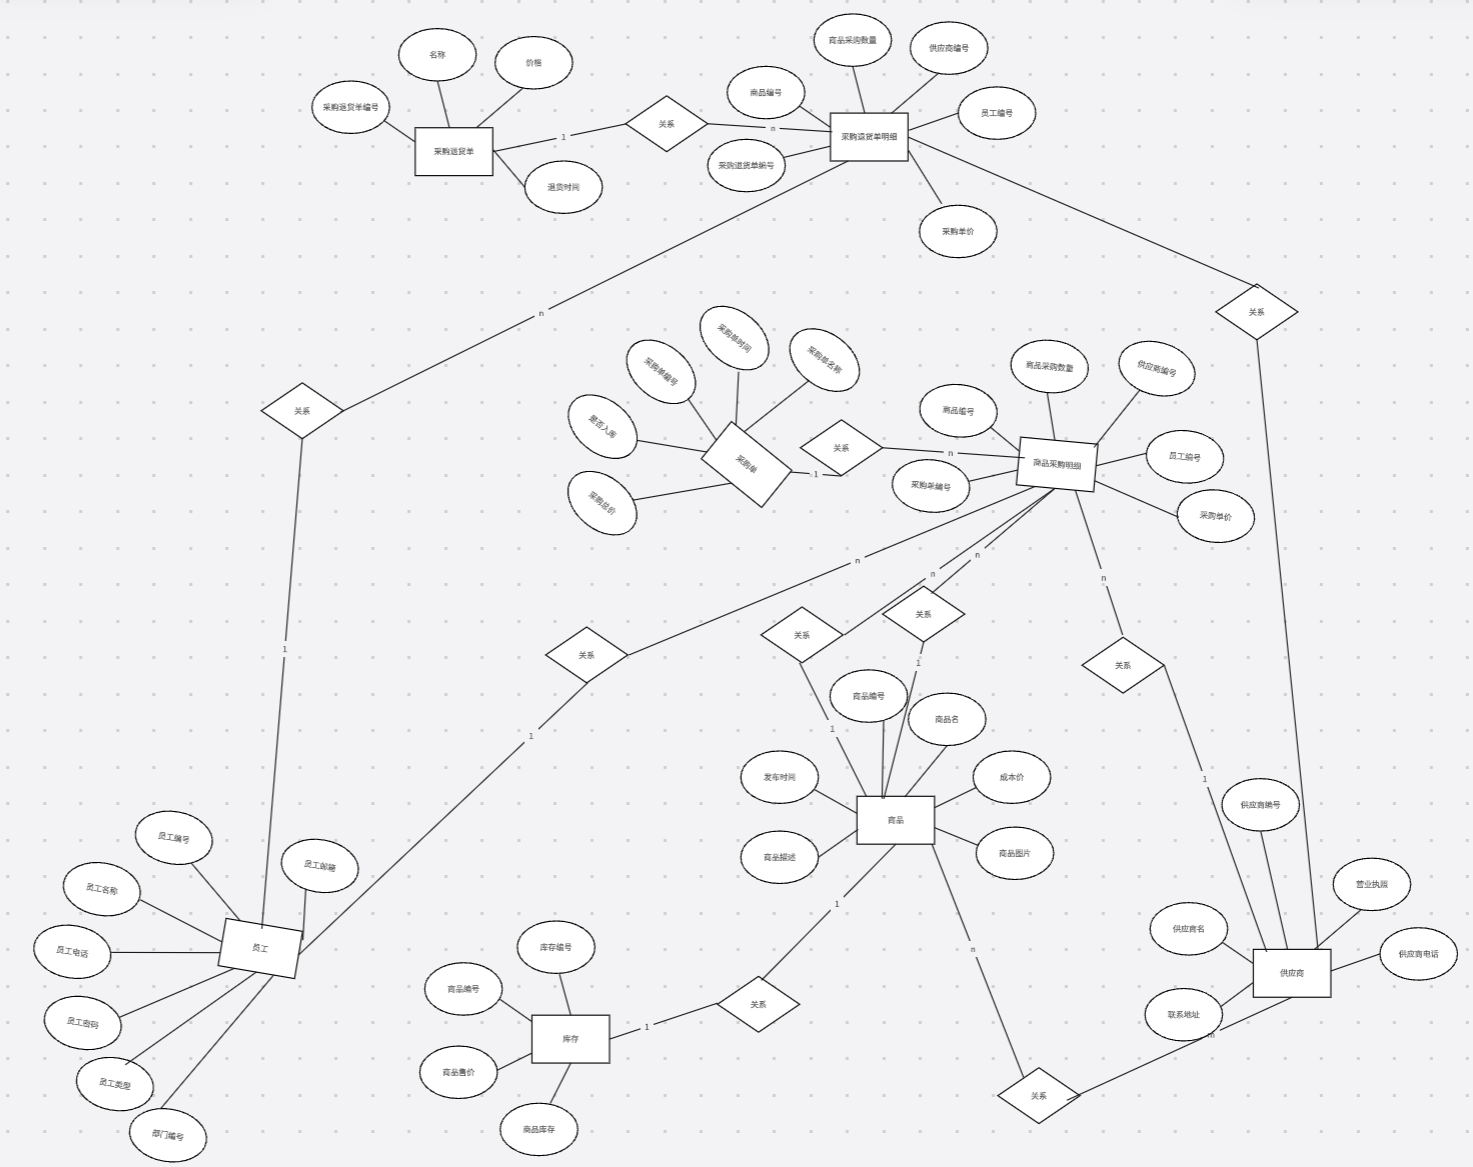 商品采购数量
供应商编号
名称
价格
商品编号
采购退货单编号
员工编号
关系
采购退货单
1
n
采购退货单明细
采购退货单编号
退货时间
采购单价
n
关系
采购单时间
采购单名称
采购单编号
商品采购数量
供应商编号
关系
商品编号
是否入库
关系
采购单
1
n
商品采购明细
员工编号
采购单编号
采购总价
采购单价
n
n
n
n
关系
关系
1
关系
1
关系
商品编号
商品名
1
1
发布时间
成本价
1
供应商编号
商品
员工编号
商品描述
商品图片
员工邮箱
员工名称
营业执照
1
供应商名
员工电话
员工
库存编号
n
供应商电话
供应商
商品编号
关系
联系地址
员工密码
1
库存
m
商品售价
员工类型
关系
商品库存
部门编号